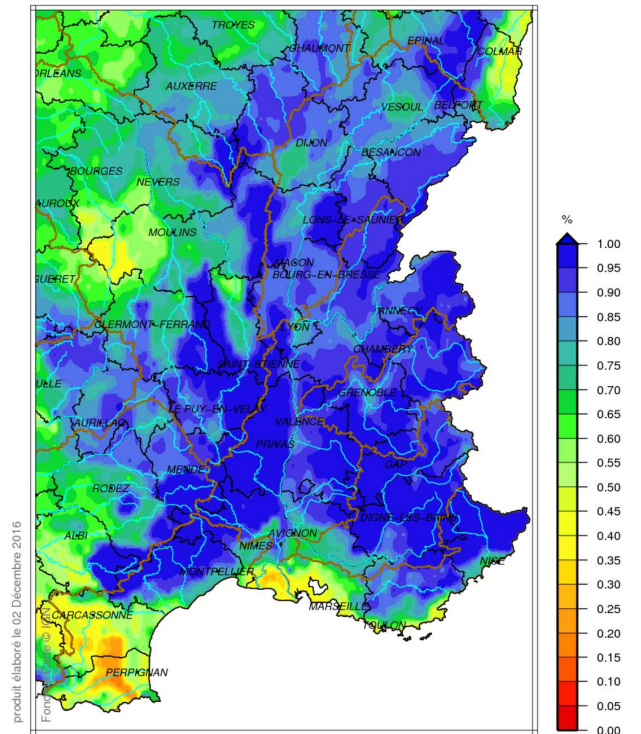 TROYES
CHAUMONT
EPINAL
COLMAR
ORLEANS
AUXERRE
VESOUL
BELFORT
DIJON
BESANCON
BOURGES
NEVERS
AUROUX
LONS-LE-SAUNIER
MOULINS
MACON
BOURG-EN-BRESSE
GUERET
ANNECY
CLERMONT-FERRAND
LYON
CHAMBERY
SAINT-ETIENNE
ULLE
GRENOBLE
LE PUY-EN-VELAY
AURILLAC
VALENCE
PRIVAS
MENDE
GAP
RODEZ
DIGNE-LES-BAINS
ALBI
AVIGNON
NIMES
NICE
MONTPELLIER
MARSEILLE
CARCASSONNE
TOULON
PERPIGNAN
%
1.00
0.95
0.90
0.85
0.80
0.75
0.70
0.65
0.60
0.55
0.50
0.45
0.40
0.35
0.30
0.25
0.20
0.15
0.10
0.05
0.00
produit élaboré le 02 Décembre 2016
© IGN